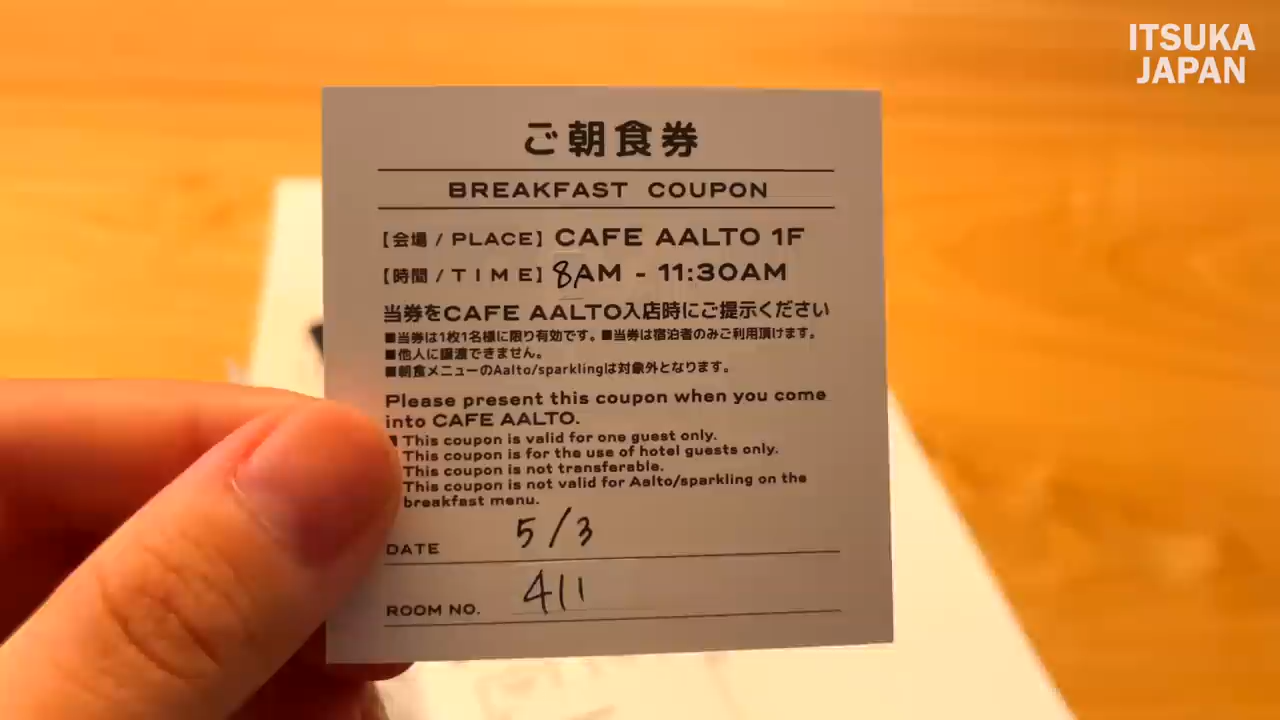 ITSUKA
JAPAN
ご朝食券
BREAKFAST COUPON
【会場 / PLACE】 CAFE AALTO 1F
【時間 / TIME】 8AM - 11:30AM
当券をCAFE AALTO入店時にご提示ください
■当券は1枚1名様に限り有効です。■当券は宿泊者のみご利用頂けます。
■他人に譲渡できません。
■朝食メニューのAalto/sparklingは対象外となります。
Please present this coupon when you come
into CAFE AALTO.
■ This coupon is valid for one guest only.
This coupon is for the use of hotel guests only.
This coupon is not transferable.
This coupon is not valid for Aalto/sparkling on the
breakfast menu.
DATE 5/3
ROOM NO. 411